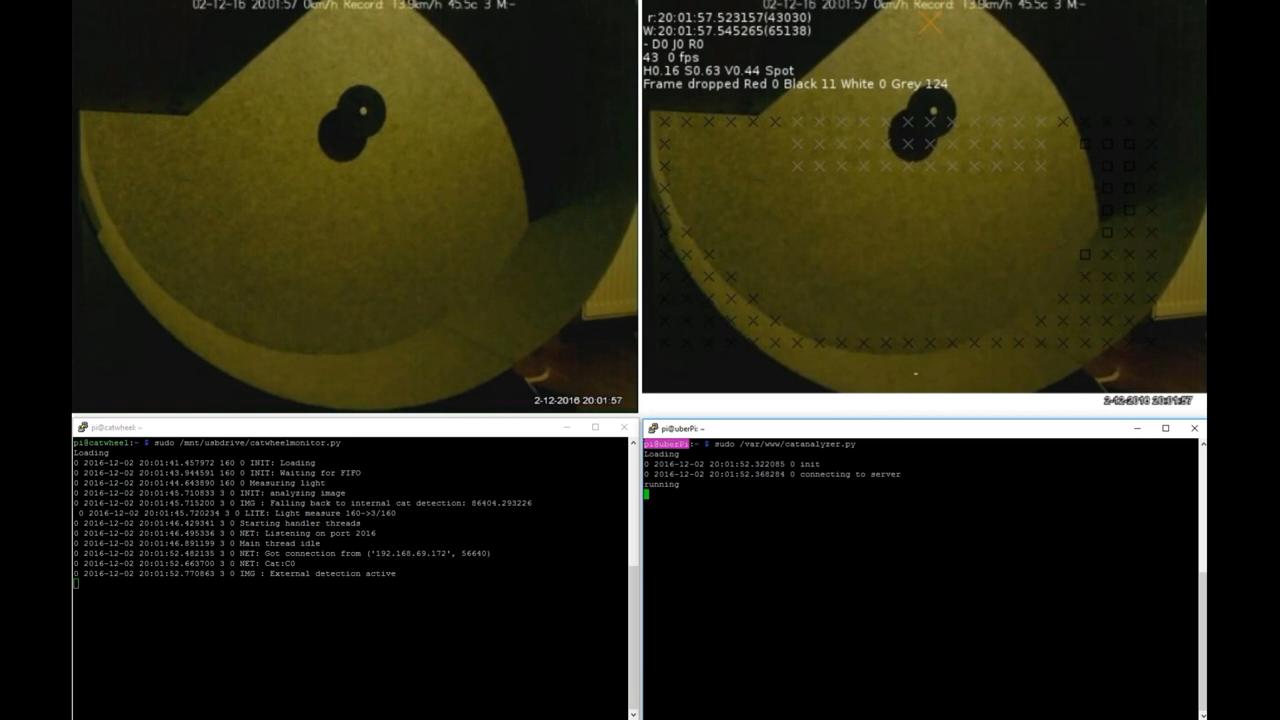 02-12-16 20:01:57 0km/h Record: 13.9km/h 45.5c 3 M:-
2-12-2016 20:01:57
02-12-16 20:01:57 0km/h Record: 13.9km/h 45.5c 3 M:-
r:20:01:57.523157(43030)
W:20:01:57.545265(65138)
- D0 J0 R0
43 0 fps
H0.16 S0.63 V0.44 Spot
Frame dropped Red 0 Black 11 White 0 Grey 124
2-12-2016 20:01:57
pi@catwheel: ~
pi@catwheel:~ $ sudo /mnt/usbdrive/catwheelmonitor.py
Loading
0 2016-12-02 20:01:41.457972 160 0 INIT: Loading
0 2016-12-02 20:01:43.944591 160 0 INIT: Waiting for FIFO
0 2016-12-02 20:01:44.643890 160 0 Measuring light
0 2016-12-02 20:01:45.710833 3 0 INIT: analyzing image
0 2016-12-02 20:01:45.715200 3 0 IMG : Falling back to internal cat detection: 86404.293226
0 2016-12-02 20:01:45.720234 3 0 LITE: Light measure 160->3/160
0 2016-12-02 20:01:46.429341 3 0 Starting handler threads
0 2016-12-02 20:01:46.495336 3 0 NET: Listening on port 2016
0 2016-12-02 20:01:46.891199 3 0 Main thread idle
0 2016-12-02 20:01:52.482135 3 0 NET: Got connection from ('192.168.69.172', 56640)
0 2016-12-02 20:01:52.663700 3 0 NET: Cat:C0
0 2016-12-02 20:01:52.770863 3 0 IMG : External detection active
pi@uberPi: ~
pi@uberPi:~ $ sudo /var/www/catanalyzer.py
Loading
0 2016-12-02 20:01:52.322085 0 init
0 2016-12-02 20:01:52.368284 0 connecting to server
running